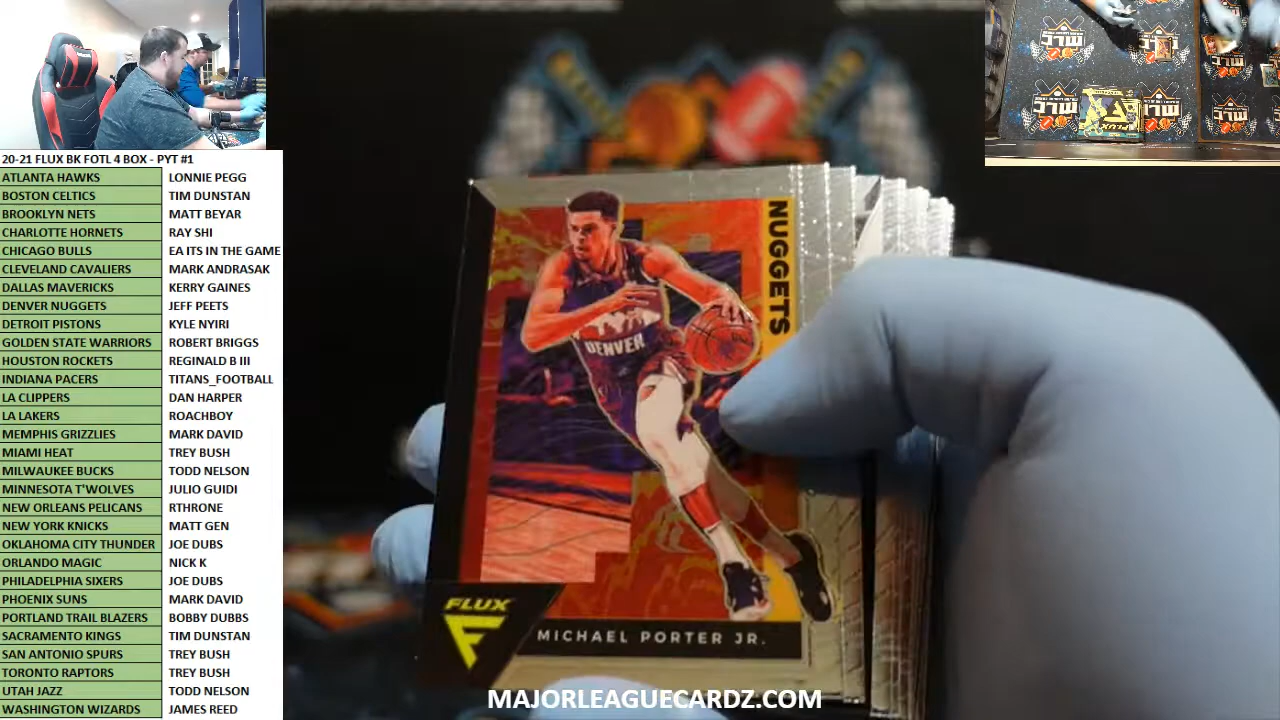 20-21 FLUX BK FOTL 4 BOX - PYT #1
ATLANTA HAWKS LONNIE PEGG
BOSTON CELTICS TIM DUNSTAN
BROOKLYN NETS MATT BEYAR
CHARLOTTE HORNETS RAY SHI
CHICAGO BULLS EA ITS IN THE GAME
CLEVELAND CAVALIERS MARK ANDRASAK
DALLAS MAVERICKS KERRY GAINES
DENVER NUGGETS JEFF PEETS
DETROIT PISTONS KYLE NYIRI
GOLDEN STATE WARRIORS ROBERT BRIGGS
HOUSTON ROCKETS REGINALD B III
INDIANA PACERS TITANS_FOOTBALL
LA CLIPPERS DAN HARPER
LA LAKERS ROACHBOY
MEMPHIS GRIZZLIES MARK DAVID
MIAMI HEAT TREY BUSH
MILWAUKEE BUCKS TODD NELSON
MINNESOTA T'WOLVES JULIO GUIDI
NEW ORLEANS PELICANS RTHRONE
NEW YORK KNICKS MATT GEN
OKLAHOMA CITY THUNDER JOE DUBS
ORLANDO MAGIC NICK K
PHILADELPHIA SIXERS JOE DUBS
PHOENIX SUNS MARK DAVID
PORTLAND TRAIL BLAZERS BOBBY DUBBS
SACRAMENTO KINGS TIM DUNSTAN
SAN ANTONIO SPURS TREY BUSH
TORONTO RAPTORS TREY BUSH
UTAH JAZZ TODD NELSON
WASHINGTON WIZARDS JAMES REED
NUGGETS
DENVER
FLUX
F
MICHAEL PORTER JR.
MAJORLEAGUECARDZ.COM